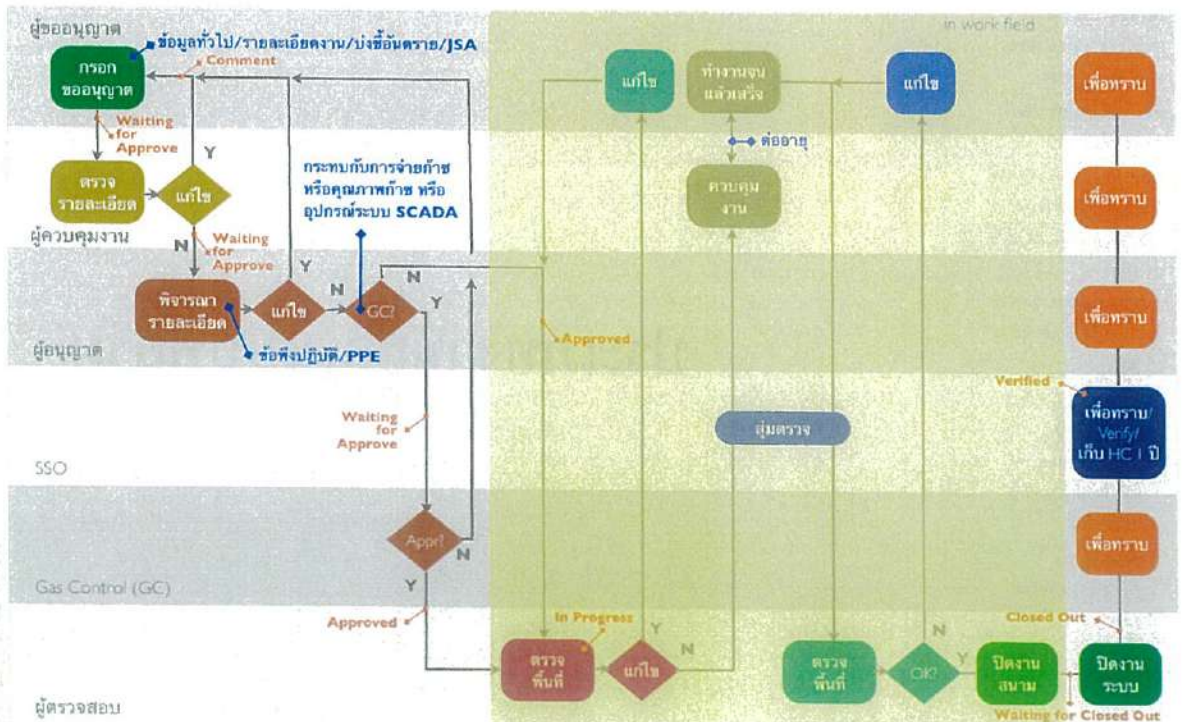 ผู้ขออนุญาต
in work field
ข้อมูลทั่วไป/รายละเอียดงาน/บ่งชี้อันตราย/JSA
กรอก
ขออนุญาต
Comment
แก้ไข
ทำงานจน
แล้วเสร็จ
แก้ไข
เพื่อทราบ
Waiting
for
Approve
Y
ต่ออายุ
กระทบกับการจ่ายก๊าซ
หรือคุณภาพก๊าซ หรือ
อุปกรณ์ระบบ SCADA
ตรวจ
รายละเอียด
แก้ไข
ควบคุม
งาน
เพื่อทราบ
ผู้ควบคุมงาน
N
Waiting
for
Approve
Y
N
พิจารณา
รายละเอียด
แก้ไข
N
GC?
Y
เพื่อทราบ
Approved
ผู้อนุญาต
ข้อพึงปฏิบัติ/PPE
Verified
Waiting
for
Approve
สุ่มตรวจ
เพื่อทราบ/
Verify/
เก็บ HC 1 ปี
SSO
Appr?
N
เพื่อทราบ
Gas Control (GC)
Y
Approved
In Progress
Closed Out
Y
N
ตรวจ
พื้นที่
แก้ไข
N
ตรวจ
พื้นที่
OK?
Y
ปิดงาน
สนาม
ปิดงาน
ระบบ
ผู้ตรวจสอบ
Waiting for Closed Out